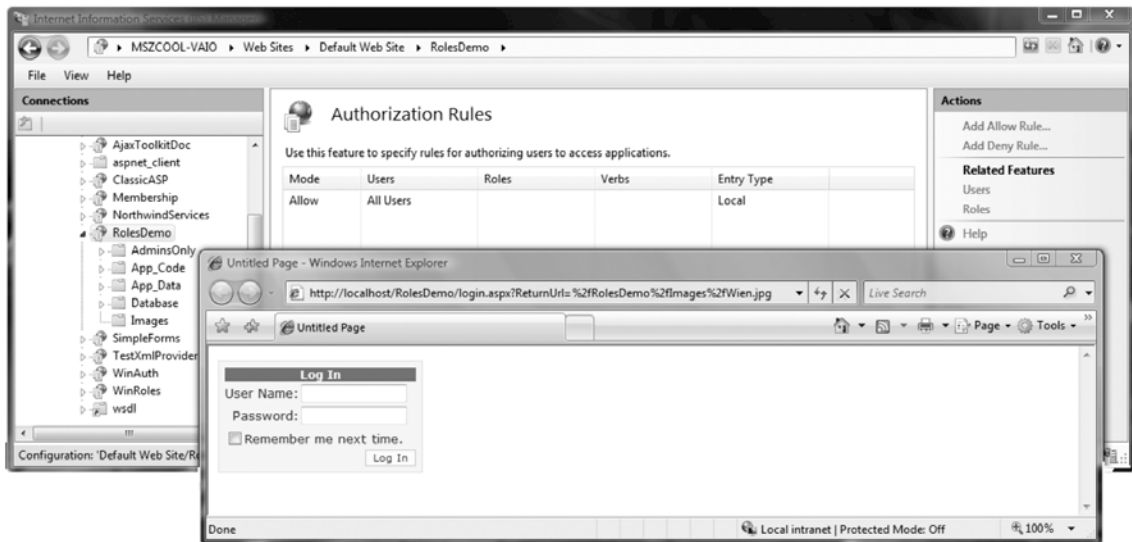 Internet Information Services (IIS) Manager
MSZCOOL-VAIO ▸ Web Sites ▸ Default Web Site ▸ RolesDemo ▸
File View Help
Connections
AjaxToolkitDoc
aspnet_client
ClassicASP
Membership
NorthwindServices
RolesDemo
AdminsOnly
App_Code
App_Data
Database
Images
SimpleForms
TestXmlProvider
WinAuth
WinRoles
wsdl
Configuration: 'Default Web Site/R
Authorization Rules
Use this feature to specify rules for authorizing users to access applications.
Mode Users Roles Verbs Entry Type
Allow All Users Local
Actions
Add Allow Rule...
Add Deny Rule...
Related Features
Users
Roles
Help
Untitled Page - Windows Internet Explorer
http://localhost/RolesDemo/login.aspx?ReturnUrl=%2fRolesDemo%2fImages%2fWien.jpg
Live Search
Untitled Page
Page Tools
Log In
User Name:
Password:
Remember me next time.
Log In
Done
Local intranet | Protected Mode: Off
100%